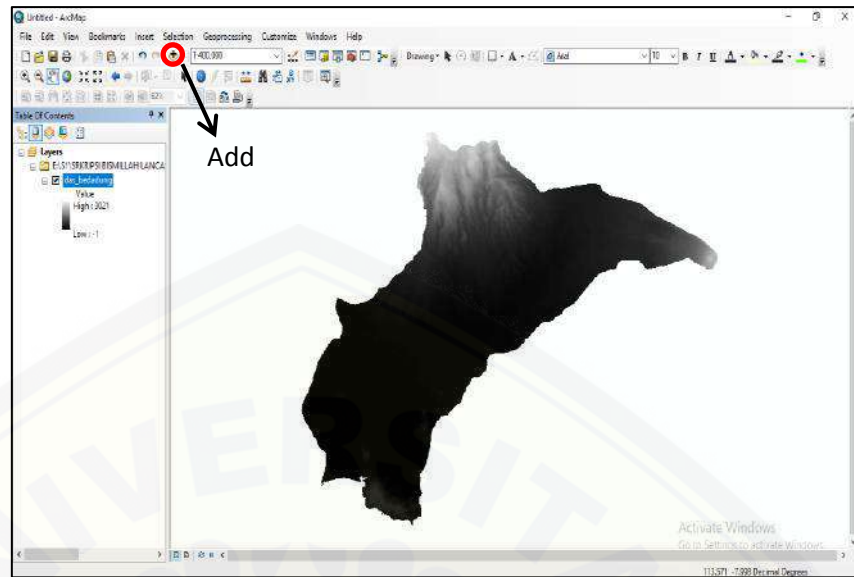 Untitled - ArcMap
File Edit View Bookmarks Insert Selection Geoprocessing Customize Windows Help
1:400.000
Drawing
Arial
10
B I U A
Table Of Contents
Layers
das_bedadung
Value
High : 3021
Low : -1
Add
UNIVERSIT
Activate Windows
Go to Settings to activate Windows.
113,571 -7,998 Decimal Degrees